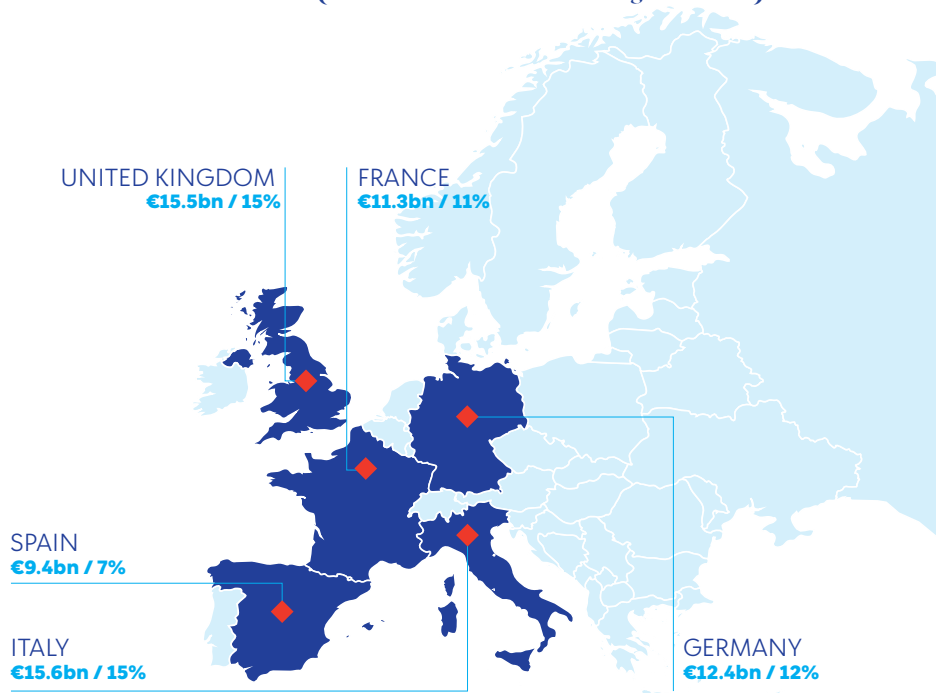 UNITED KINGDOM
€15.5bn / 15%
FRANCE
€11.3bn / 11%
SPAIN
€9.4bn / 7%
ITALY
€15.6bn / 15%
GERMANY
€12.4bn / 12%